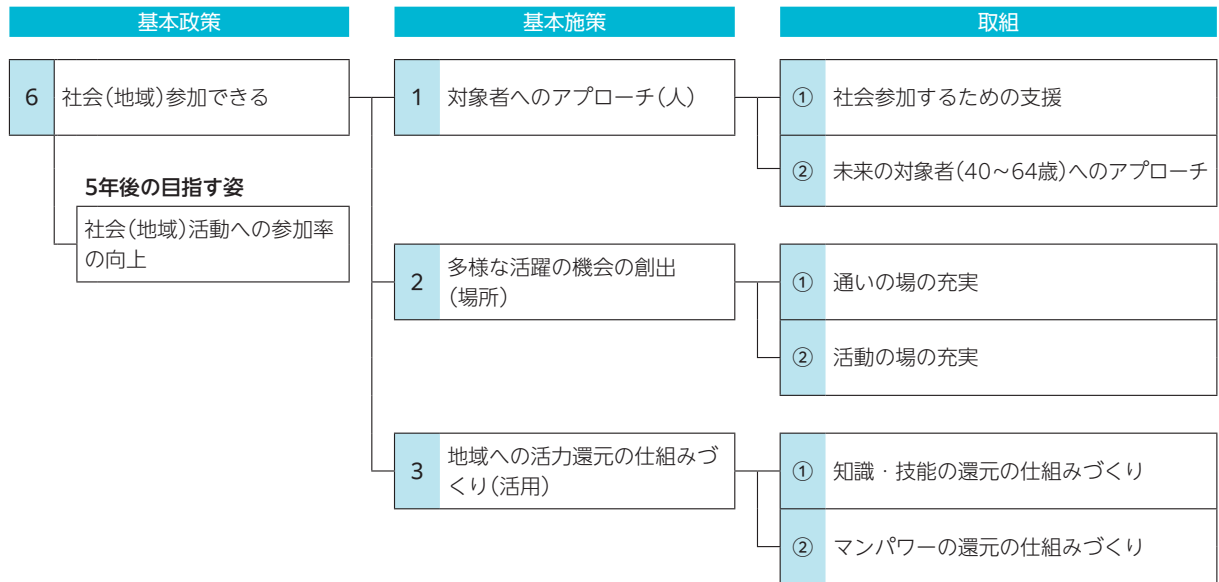 基本政策
基本施策
取組
6 社会(地域)参加できる
5年後の目指す姿
社会(地域)活動への参加率
の向上
1 対象者へのアプローチ(人)
① 社会参加するための支援
② 未来の対象者(40~64歳)へのアプローチ
2 多様な活躍の機会の創出
(場所)
① 通いの場の充実
② 活動の場の充実
3 地域への活力還元の仕組みづ
くり(活用)
① 知識・技能の還元の仕組みづくり
② マンパワーの還元の仕組みづくり